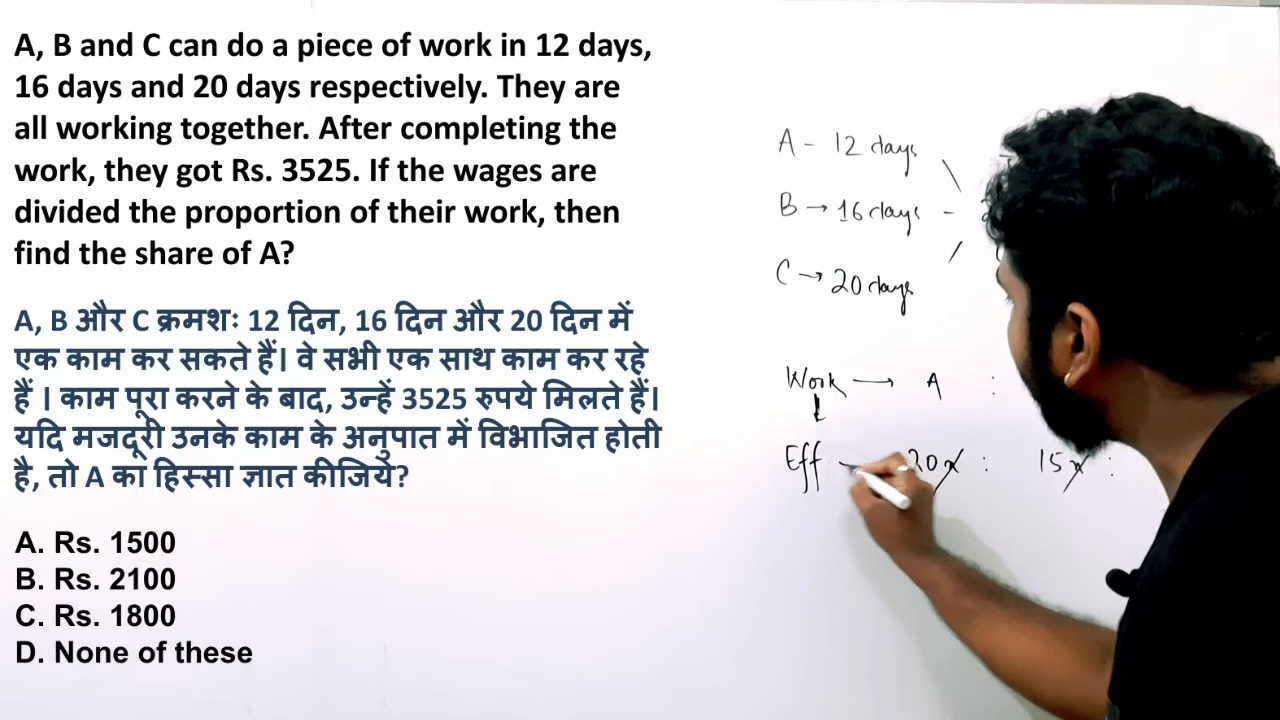 A, B and C can do a piece of work in 12 days,
16 days and 20 days respectively. They are
all working together. After completing the
work, they got Rs. 3525. If the wages are
divided the proportion of their work, then
find the share of A?
A, B और C क्रमशः 12 दिन, 16 दिन और 20 दिन में
एक काम कर सकते हैं। वे सभी एक साथ काम कर रहे
हैं । काम पूरा करने के बाद, उन्हें 3525 रुपये मिलते हैं।
यदि मजदूरी उनके काम के अनुपात में विभाजित होती
है, तो A का हिस्सा ज्ञात कीजिये?
A. Rs. 1500
B. Rs. 2100
C. Rs. 1800
D. None of these
A - 12 days
B → 16 days -
C → 20 days
Work → A :
Eff 20x : 15x :